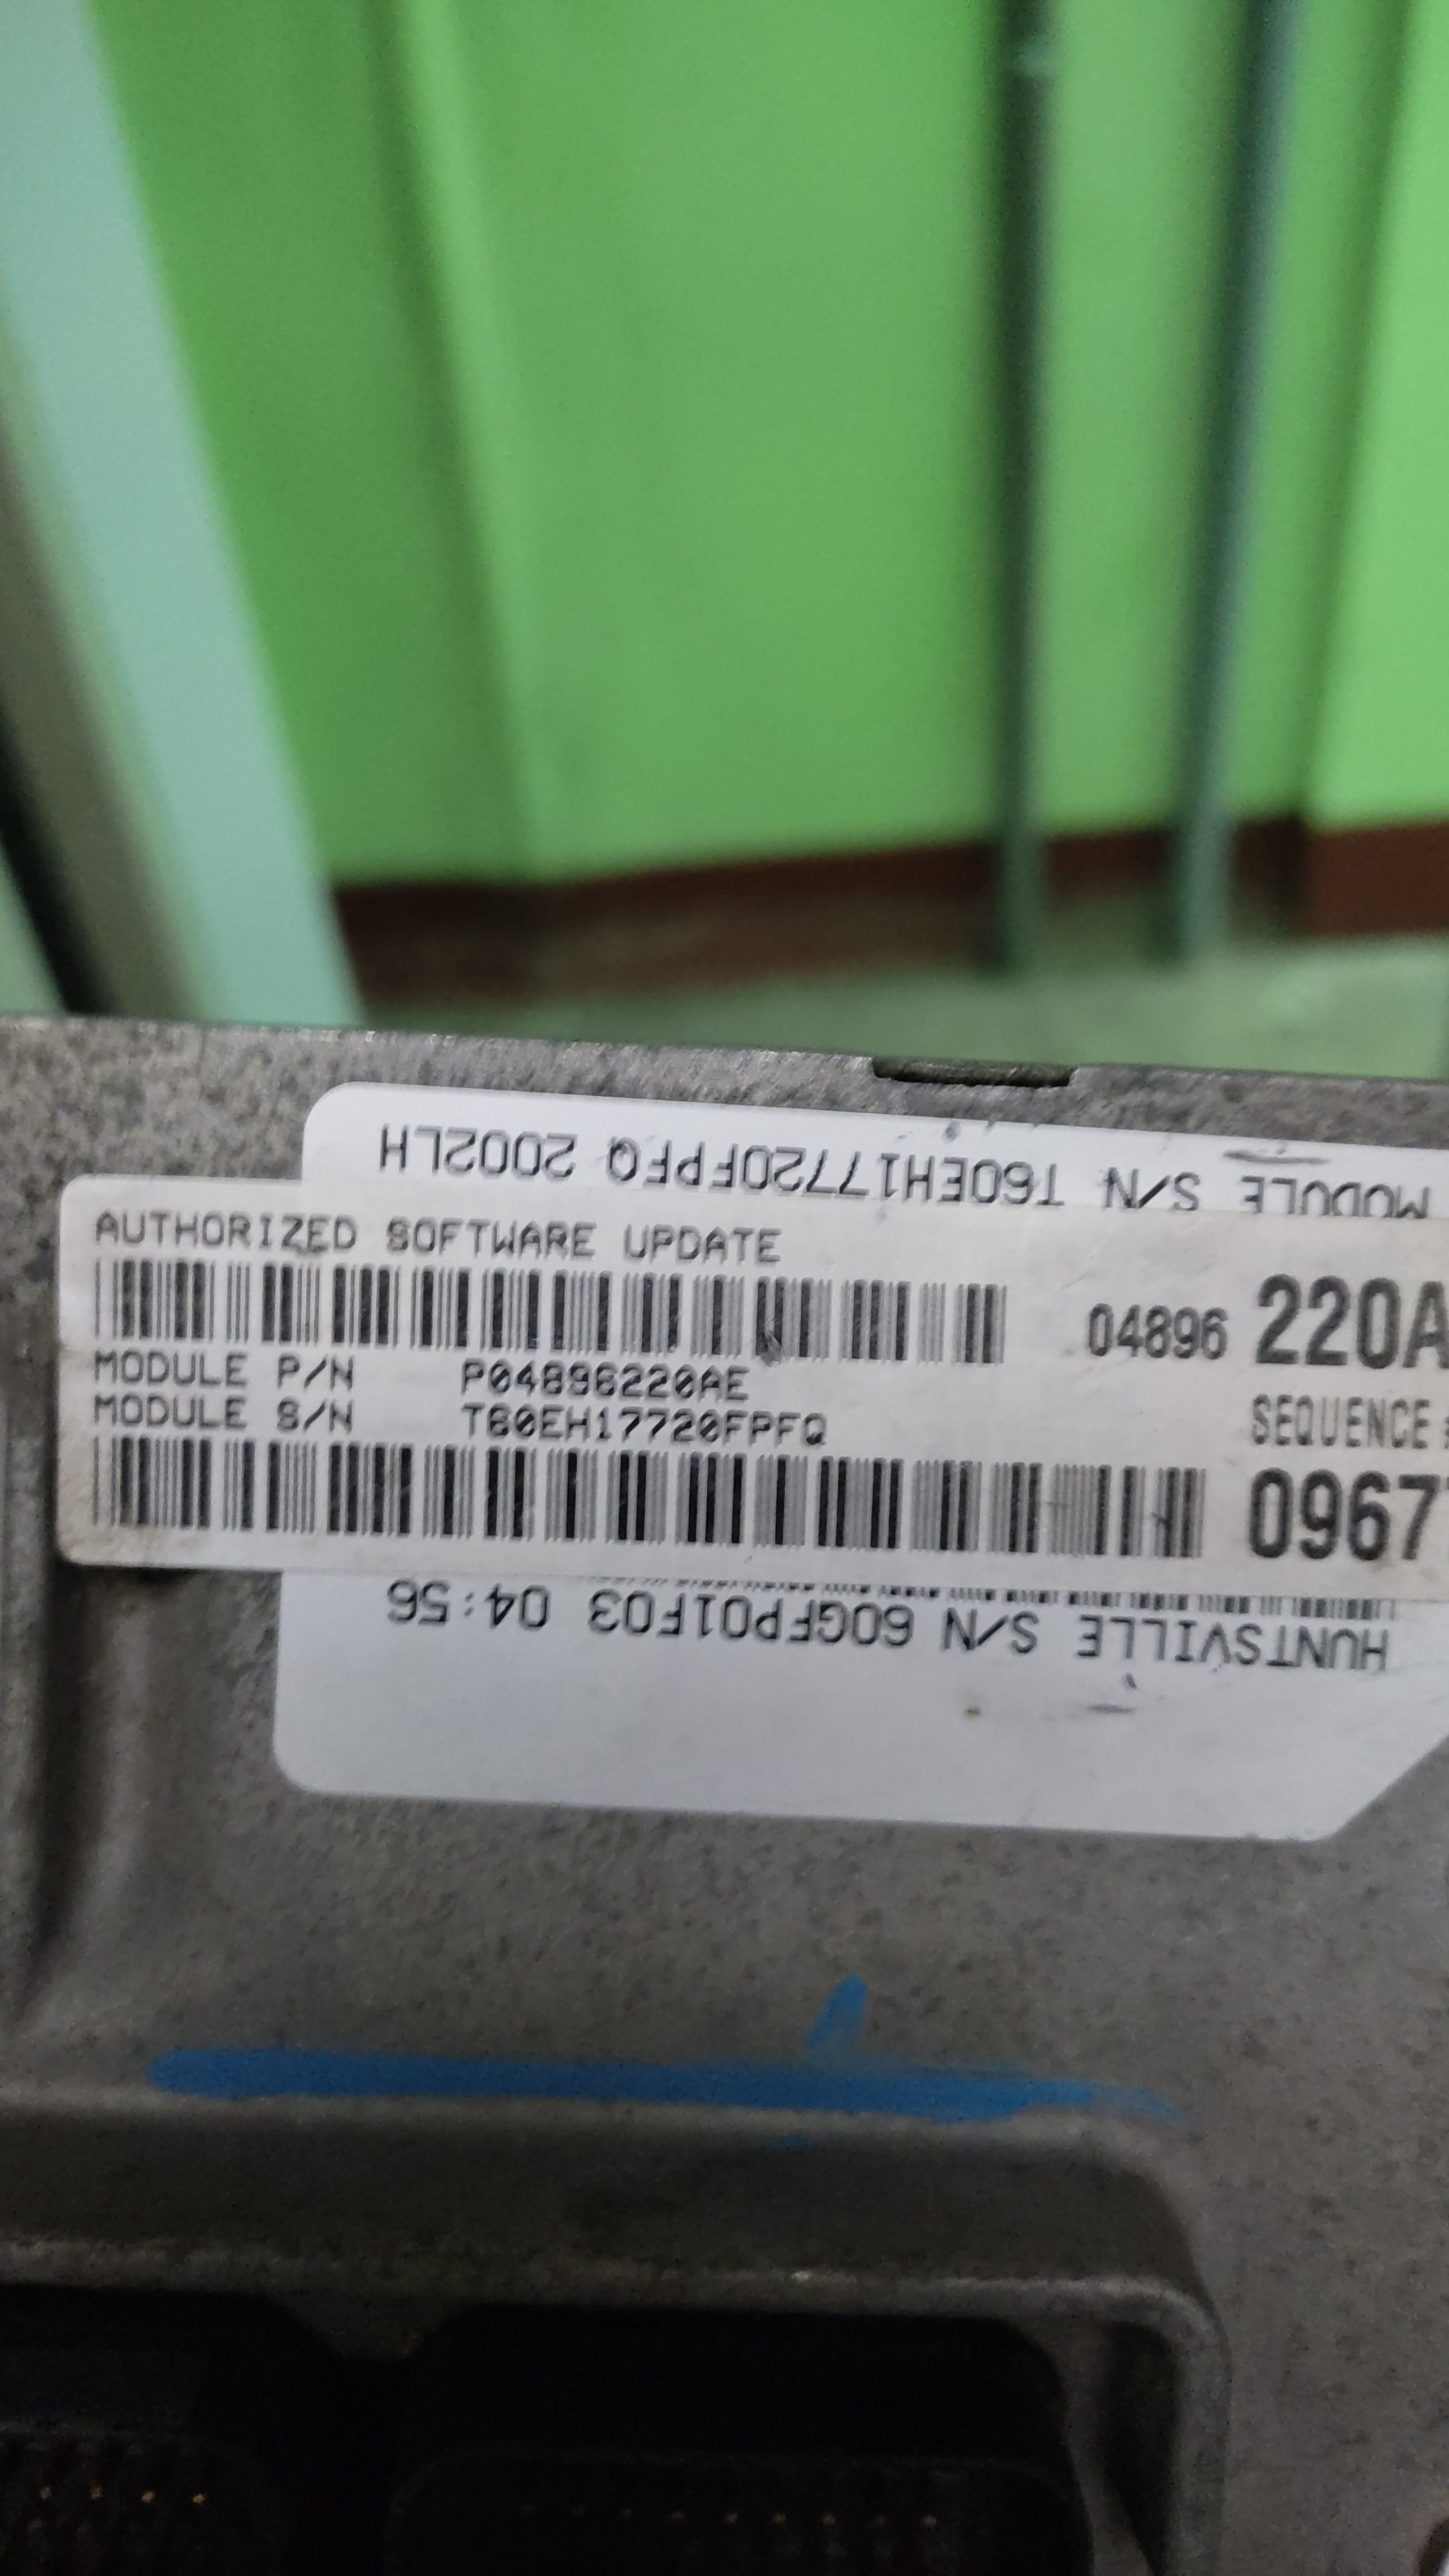 MODULE S/N T60EH17720FPFQ 2002LH
AUTHORIZED SOFTWARE UPDATE
04896 220A
MODULE P/N P04896220AE
MODULE S/N T60EH17720FPFQ
SEQUENCE
0967
HUNTSVILLE S/N 60GFP01F03 04:56